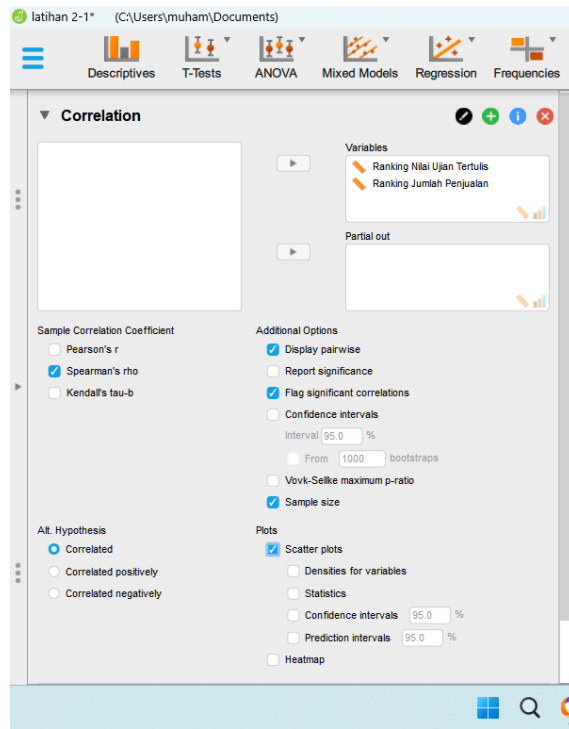 latihan 2-1* (C:\Users\muham\Documents)
Descriptives T-Tests ANOVA Mixed Models Regression Frequencies
Correlation
Variables
Ranking Nilai Ujian Tertulis
Ranking Jumlah Penjualan
Partial out
Sample Correlation Coefficient
Pearson's r
Spearman's rho
Kendall's tau-b
Additional Options
Display pairwise
Report significance
Flag significant correlations
Confidence intervals
Interval 95.0 %
From 1000 bootstraps
Vovk-Sellke maximum p-ratio
Sample size
Alt. Hypothesis
Correlated
Correlated positively
Correlated negatively
Plots
Scatter plots
Densities for variables
Statistics
Confidence intervals 95.0 %
Prediction intervals 95.0 %
Heatmap